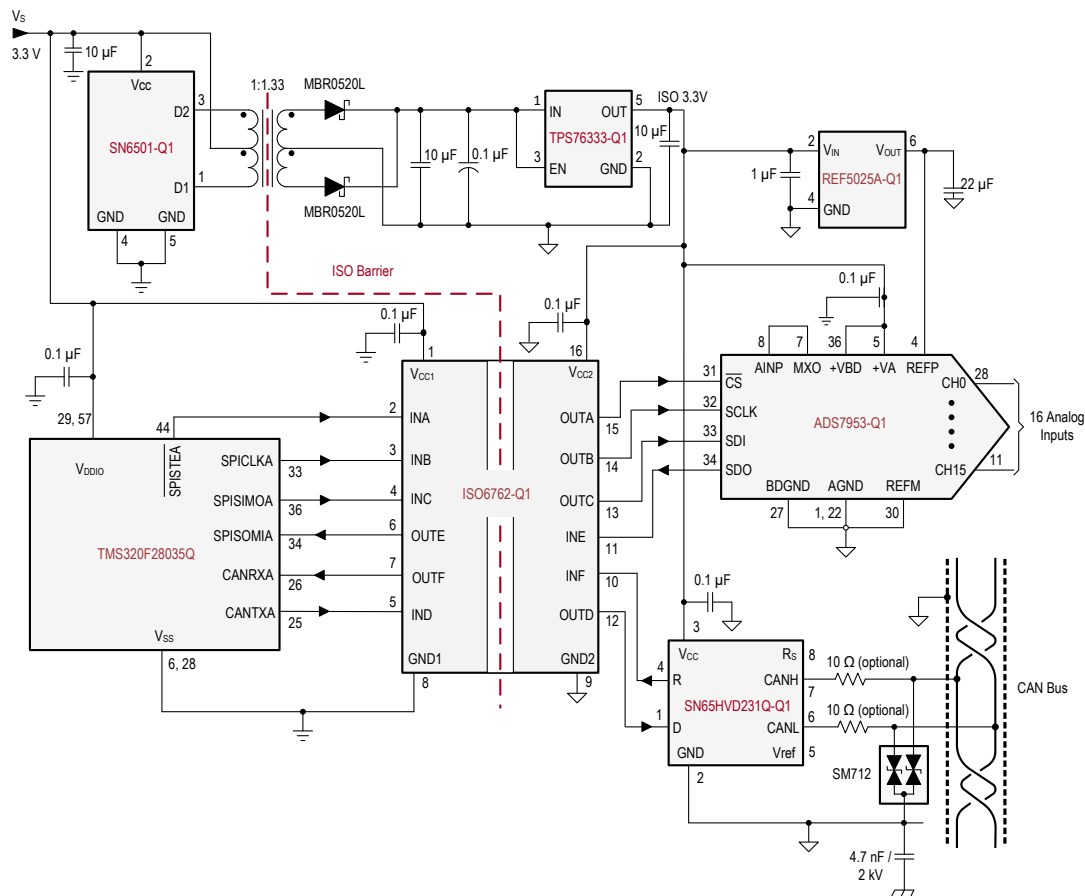 VS
3.3 V
10 µF
2
Vcc
D2
3
SN6501-Q1
D1
1
GND
GND
4
5
1:1.33
MBR0520L
MBR0520L
10 µF
0.1 µF
1
IN
OUT
5
TPS76333-Q1
3
EN
GND
2
ISO 3.3V
10 µF
1 µF
2
VIN
VOUT
6
REF5025A-Q1
4
GND
22 µF
ISO Barrier
0.1 µF
0.1 µF
0.1 µF
0.1 µF
29, 57
VDDIO
44
SPISTEA
SPICLKA
33
SPISIMOA
36
SPISOMIA
34
CANRXA
26
CANTXA
25
TMS320F28035Q
VSS
6, 28
1
VCC1
2
INA
3
INB
4
INC
6
OUTE
7
OUTF
5
IND
GND1
8
ISO6762-Q1
16
VCC2
OUTA
15
OUTB
14
OUTC
13
INE
11
INF
10
OUTD
12
GND2
9
8
7
36
5
4
AINP
MXO
+VBD
+VA
REFP
31
CS
32
SCLK
33
SDI
34
SDO
ADS7953-Q1
CH0
28
CH15
11
16 Analog
Inputs
BDGND
AGND
REFM
27
1, 22
30
0.1 µF
3
VCC
RS
8
4
R
CANH
7
SN65HVD231Q-Q1
1
D
CANL
6
GND
Vref
5
2
10 Ω (optional)
10 Ω (optional)
CAN Bus
SM712
4.7 nF /
2 kV